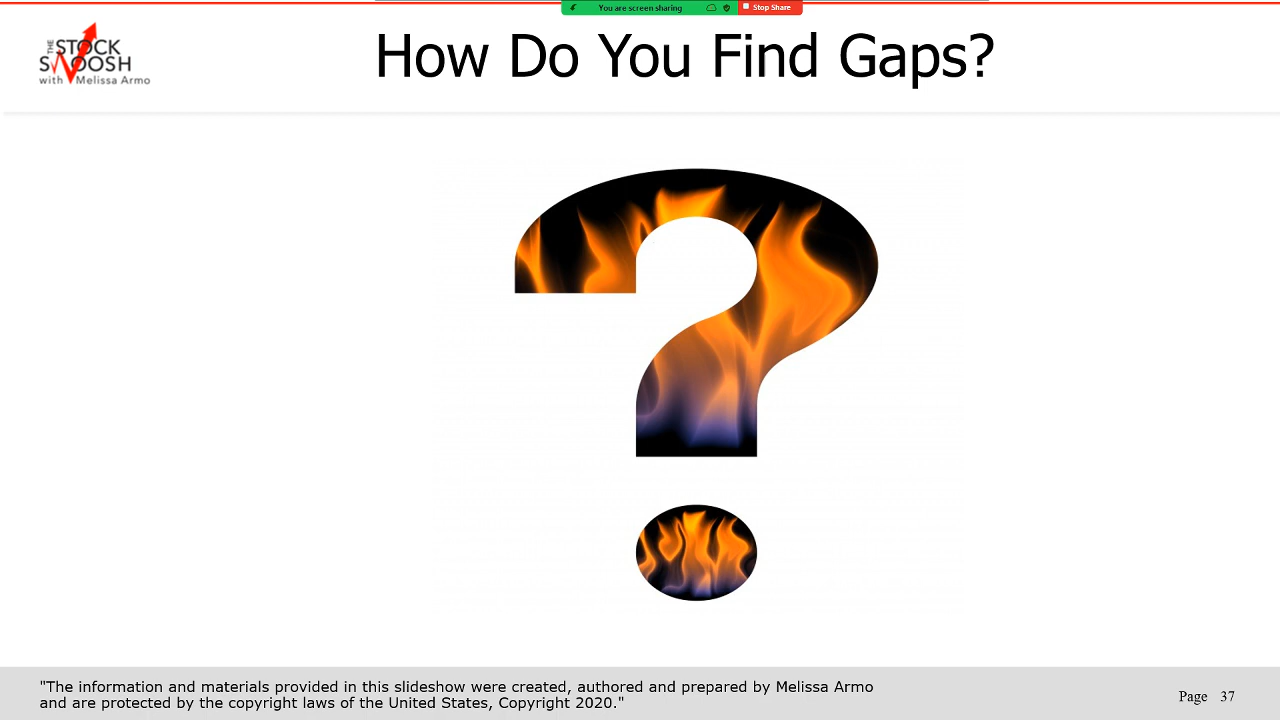 You are screen sharing
Stop Share
THE STOCK
SWOOSH
with Melissa Armo
How Do You Find Gaps?
"The information and materials provided in this slideshow were created, authored and prepared by Melissa Armo
and are protected by the copyright laws of the United States, Copyright 2020."
Page 37